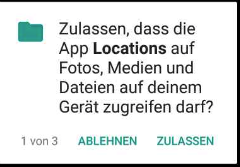 Zulassen, dass die
App Locations auf
Fotos, Medien und
Dateien auf deinem
Gerät zugreifen darf?
1 von 3 ABLEHNEN ZULASSEN